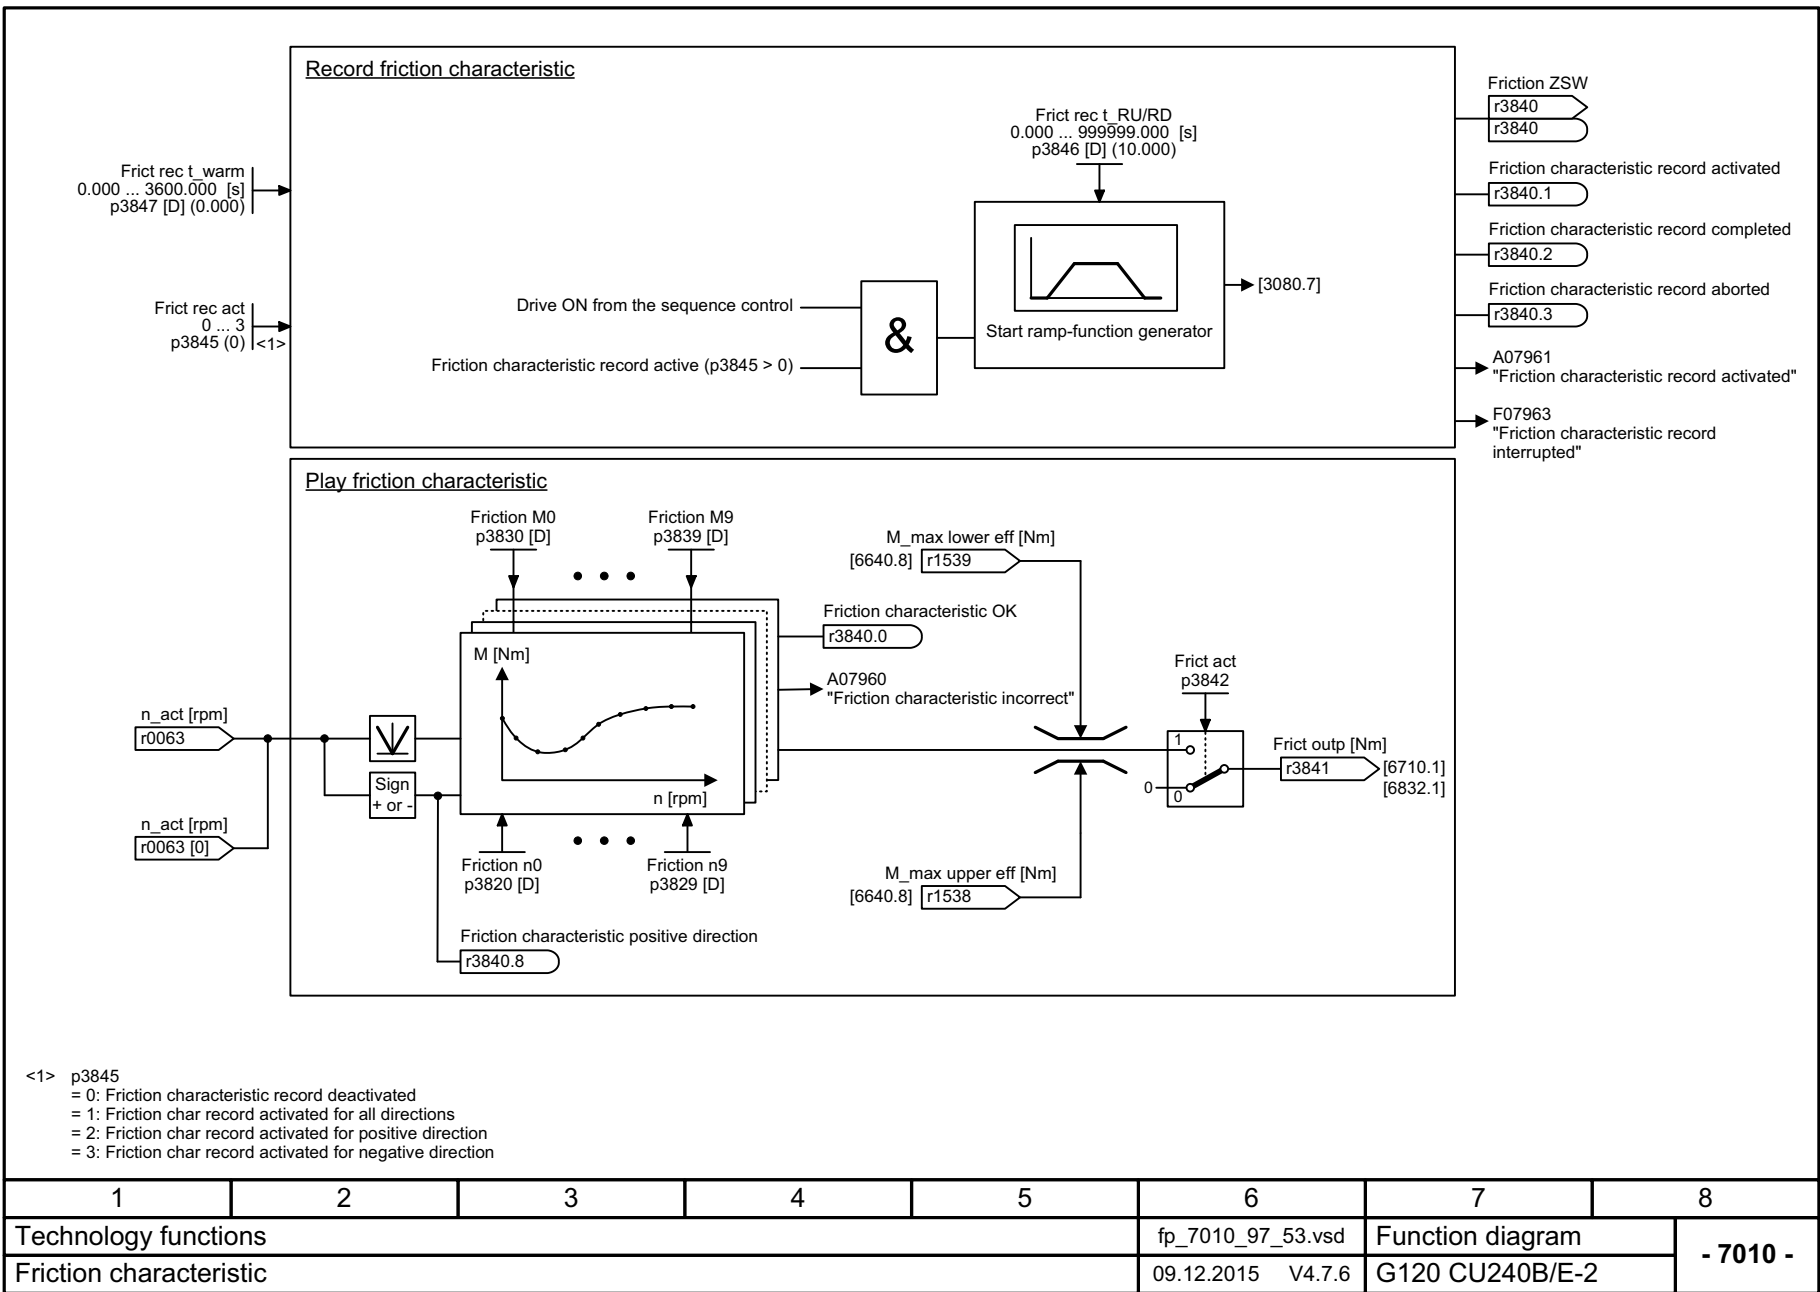 Record friction characteristic
Frict rec t_warm
0.000 ... 3600.000 [s]
p3847 [D] (0.000)
Frict rec act
0 ... 3
p3845 (0)
<1>
Frict rec t_RU/RD
0.000 ... 999999.000 [s]
p3846 [D] (10.000)
Drive ON from the sequence control
Friction characteristic record active (p3845 > 0)
&
Start ramp-function generator
[3080.7]
Friction ZSW
r3840
r3840
Friction characteristic record activated
r3840.1
Friction characteristic record completed
r3840.2
Friction characteristic record aborted
r3840.3
A07961
"Friction characteristic record activated"
F07963
"Friction characteristic record
interrupted"
Play friction characteristic
Friction M0
p3830 [D]
Friction M9
p3839 [D]
M_max lower eff [Nm]
[6640.8] r1539
Friction characteristic OK
r3840.0
A07960
"Friction characteristic incorrect"
M [Nm]
n [rpm]
n_act [rpm]
r0063
n_act [rpm]
r0063 [0]
Sign
+ or -
Friction n0
p3820 [D]
Friction n9
p3829 [D]
M_max upper eff [Nm]
[6640.8] r1538
Friction characteristic positive direction
r3840.8
Frict act
p3842
1
0
0
Frict outp [Nm]
r3841
[6710.1]
[6832.1]
<1> p3845
= 0: Friction characteristic record deactivated
= 1: Friction char record activated for all directions
= 2: Friction char record activated for positive direction
= 3: Friction char record activated for negative direction
1 2 3 4 5 6 7 8
Technology functions
fp_7010_97_53.vsd
Function diagram
- 7010 -
Friction characteristic
09.12.2015 V4.7.6
G120 CU240B/E-2